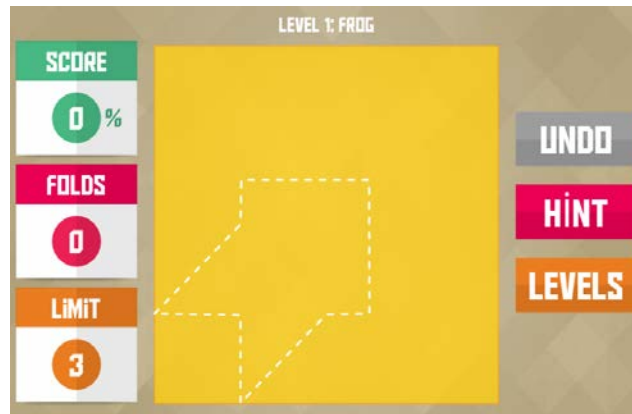 LEVEL 1: FROG
SCORE
0 %
FOLDS
0
LiMiT
3
UNDO
HiNT
LEVELS